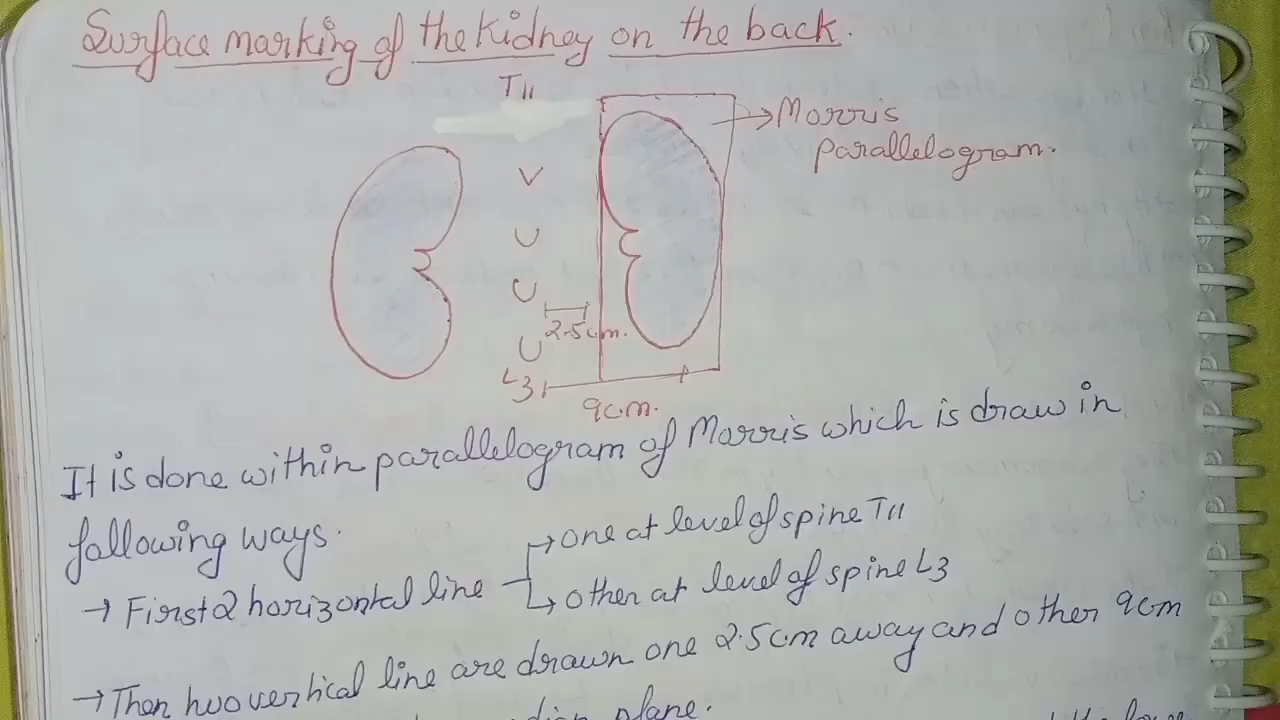 Surface marking of the kidney on the back.
T11
Morris
parallelogram.
2.5cm.
L3
9cm.
It is done within parallelogram of Morris which is draw in
following ways.
→ First 2 horizontal line → one at level of spine T11
↳ other at level of spine L3
→ Then two vertical line are drawn one 2.5cm away and other 9cm
plane.